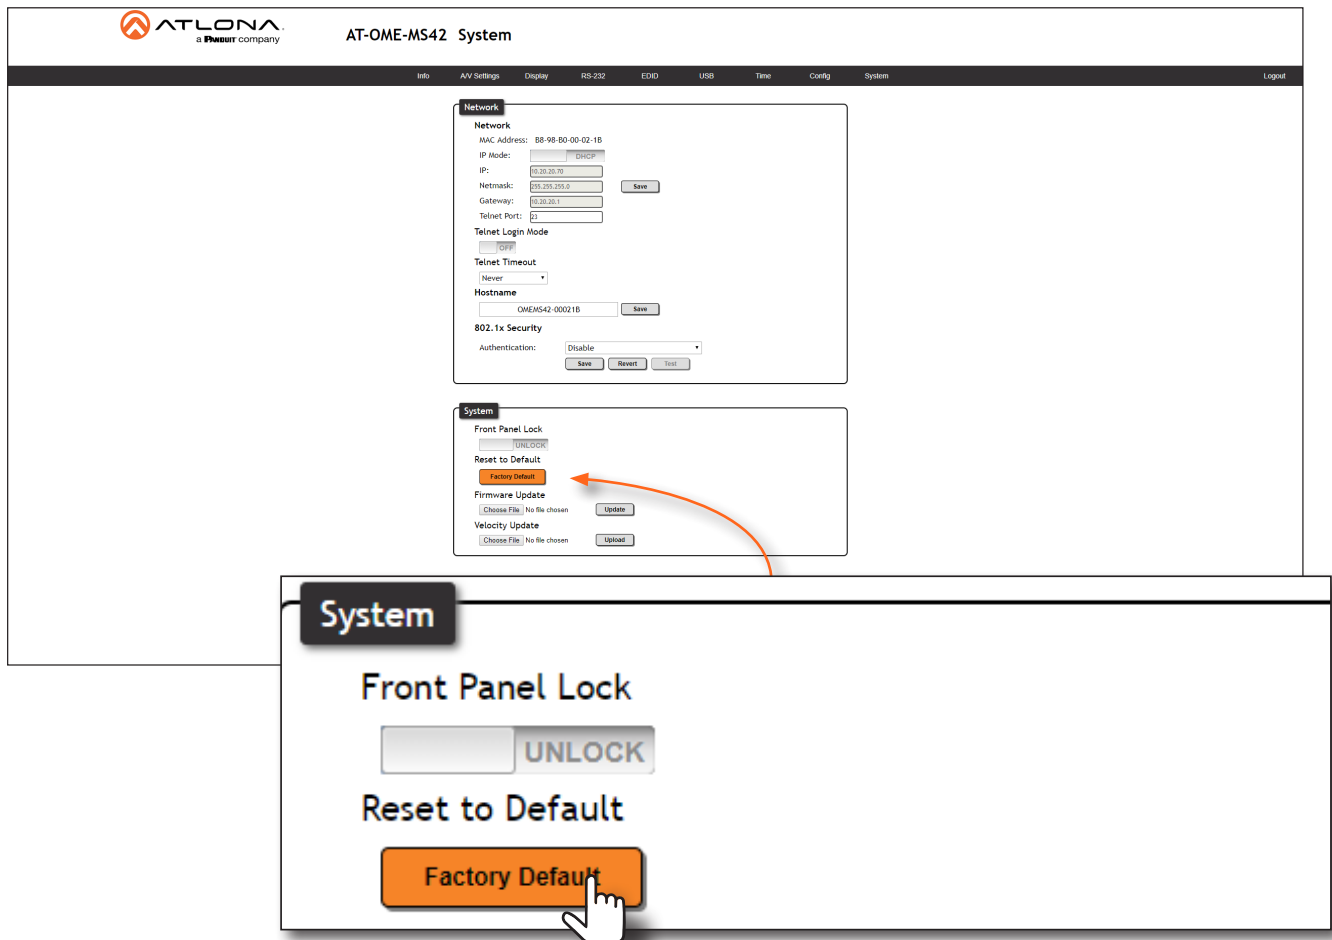 ATLONA.
a PANDUIT company
AT-OME-MS42 System
Info A/V Settings Display RS-232 EDID USB Time Config System Logout
Network
Network
MAC Address: B8-98-B0-00-02-1B
IP Mode: DHCP
IP: 10.20.20.70
Netmask: 255.255.255.0 Save
Gateway: 10.20.20.1
Telnet Port: 23
Telnet Login Mode
OFF
Telnet Timeout
Never
Hostname
OMEMS42-00021B Save
802.1x Security
Authentication: Disable
Save Revert Test
System
Front Panel Lock
UNLOCK
Reset to Default
Factory Default
Firmware Update
Choose File No file chosen Update
Velocity Update
Choose File No file chosen Upload
System
Front Panel Lock
UNLOCK
Reset to Default
Factory Default